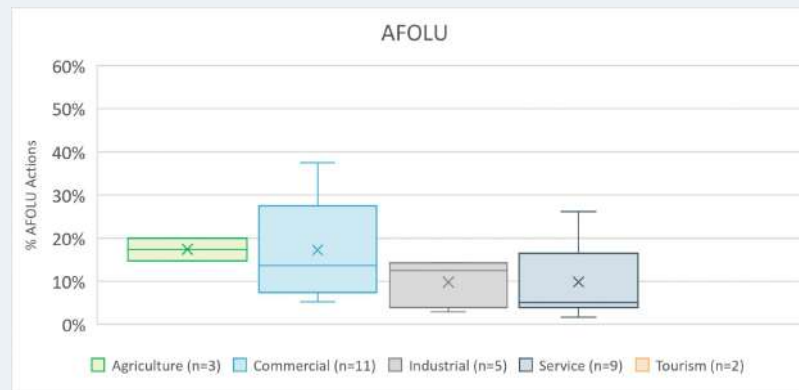 AFOLU
60%
50%
40%
30%
20%
10%
0%
% AFOLU Actions
Agriculture (n=3) Commercial (n=11) Industrial (n=5) Service (n=9) Tourism (n=2)